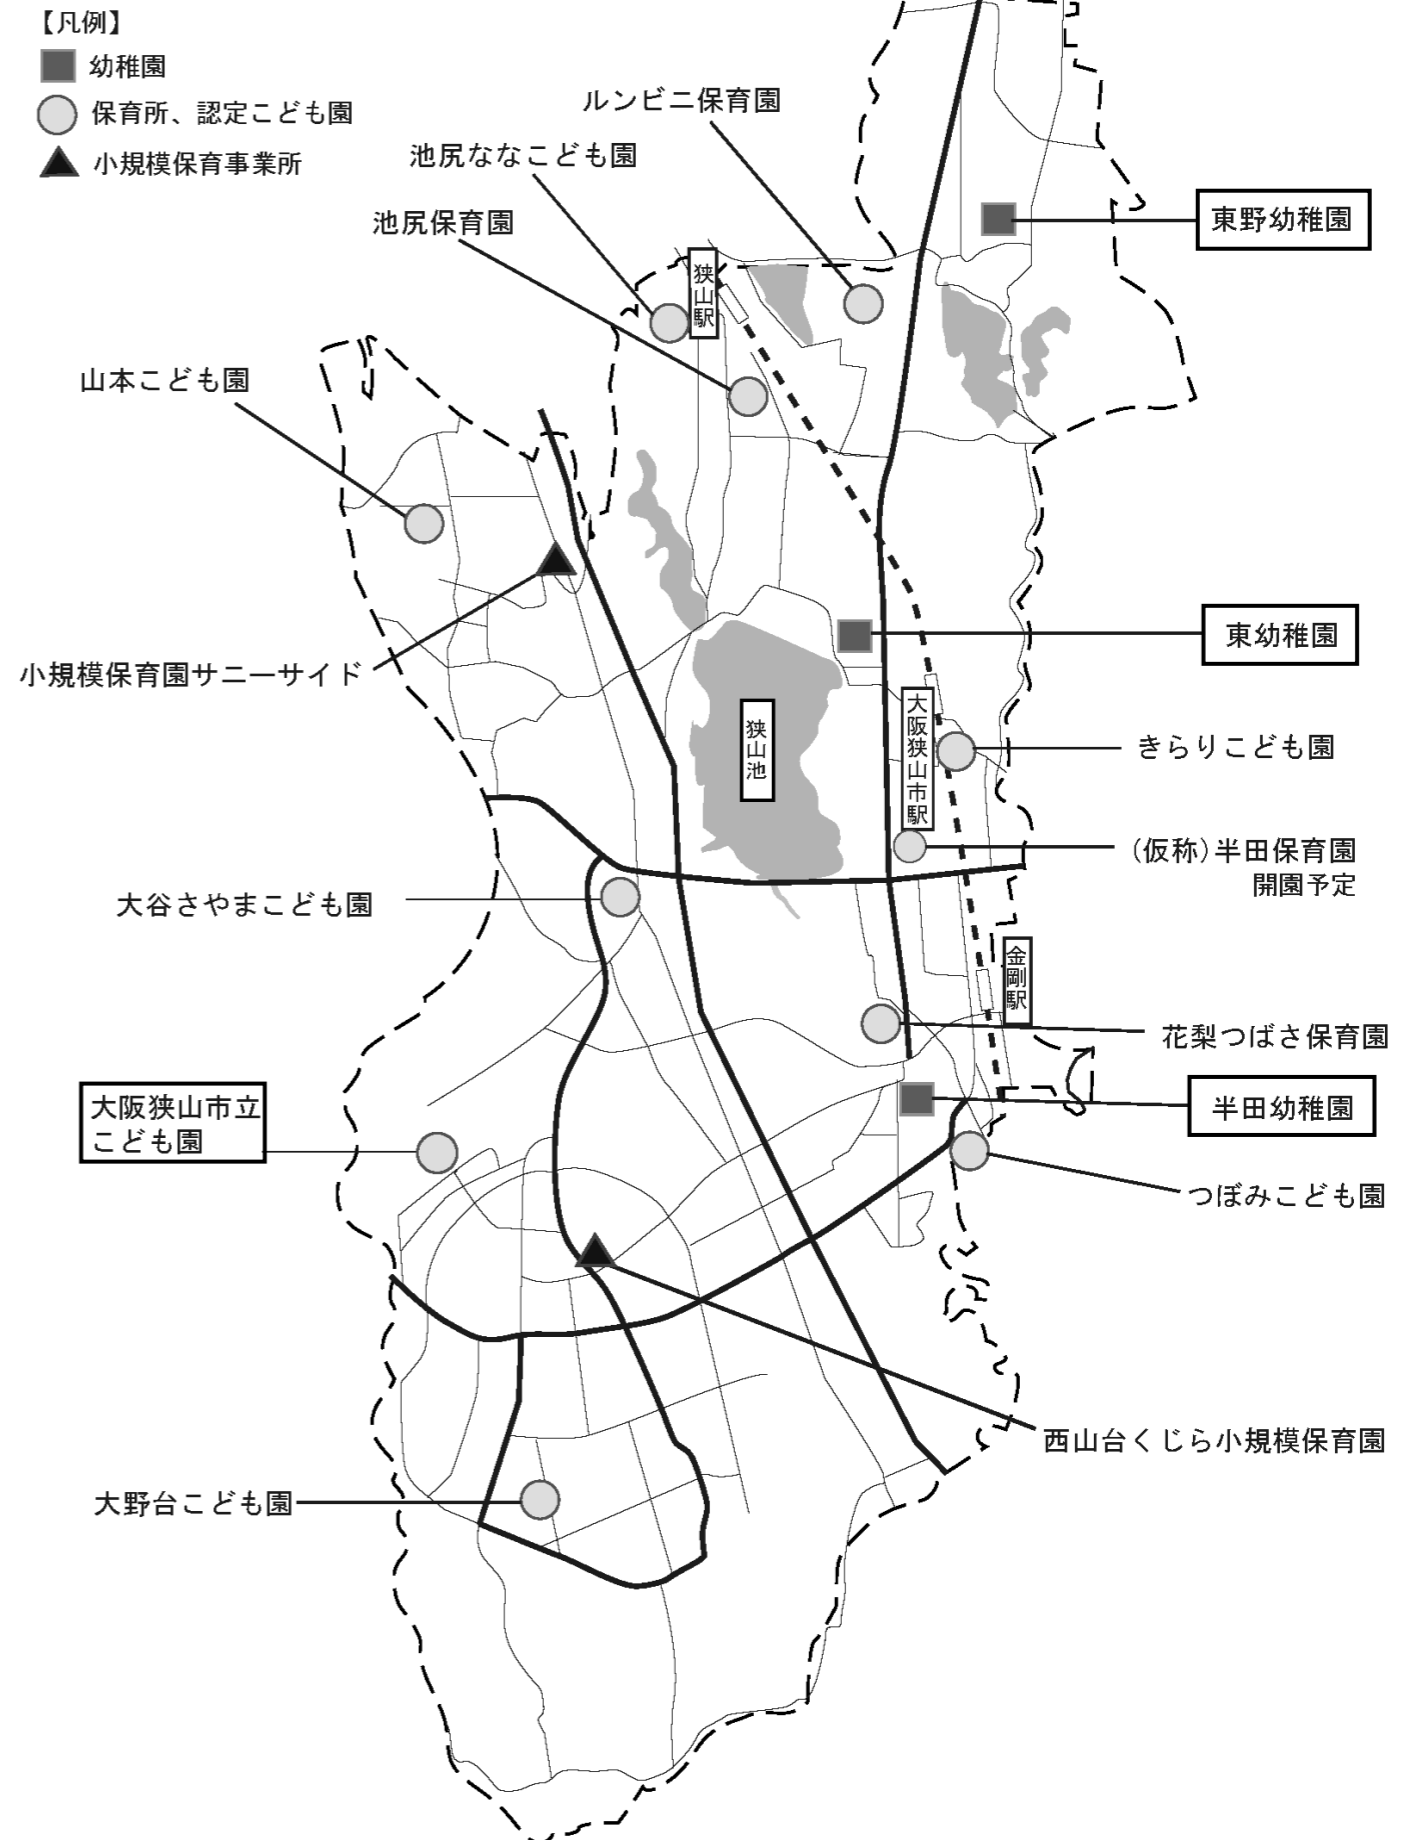 【凡例】
幼稚園
保育所、認定こども園
小規模保育事業所
ルンビニ保育園
池尻ななこども園
池尻保育園
東野幼稚園
狭山駅
山本こども園
東幼稚園
小規模保育園サニーサイド
大阪狭山市駅
狭山池
きらりこども園
(仮称)半田保育園
開園予定
大谷さやまこども園
金剛駅
花梨つばさ保育園
大阪狭山市立
こども園
半田幼稚園
つぼみこども園
西山台くじら小規模保育園
大野台こども園